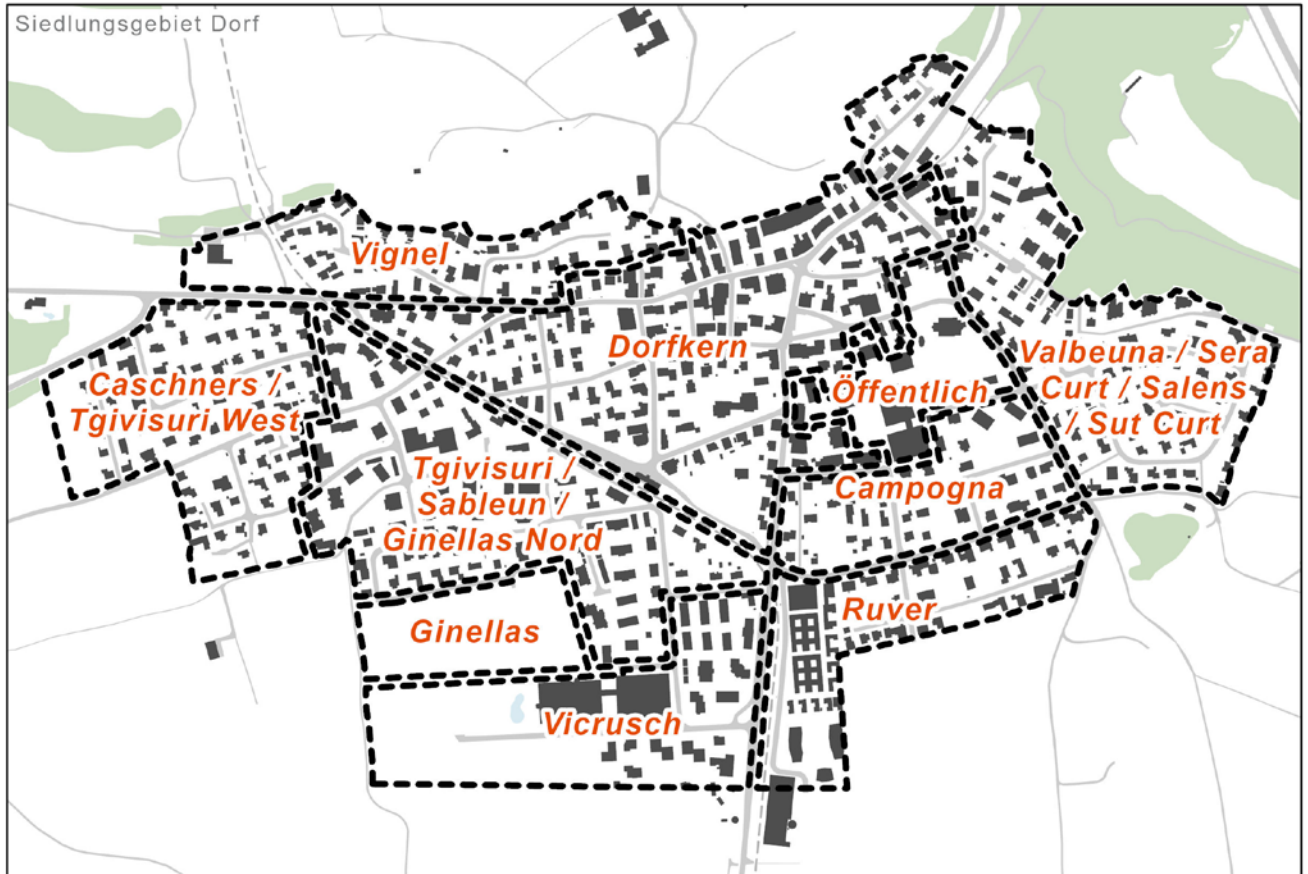 Siedlungsgebiet Dorf
Vignel
Dorfkern
Caschners /
Tgivisuri West
Öffentlich
Valbeuna / Sera
Curt / Salens
/ Sut Curt
Tgivisuri /
Sableun /
Ginellas Nord
Campogna
Ginellas
Ruver
Vicrusch